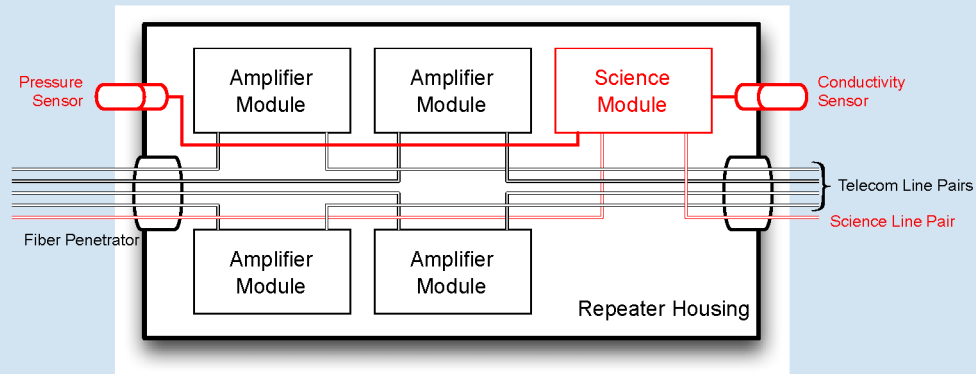 Pressure
Sensor
Amplifier
Module
Amplifier
Module
Science
Module
Conductivity
Sensor
Telecom Line Pairs
Science Line Pair
Fiber Penetrator
Amplifier
Module
Amplifier
Module
Repeater Housing